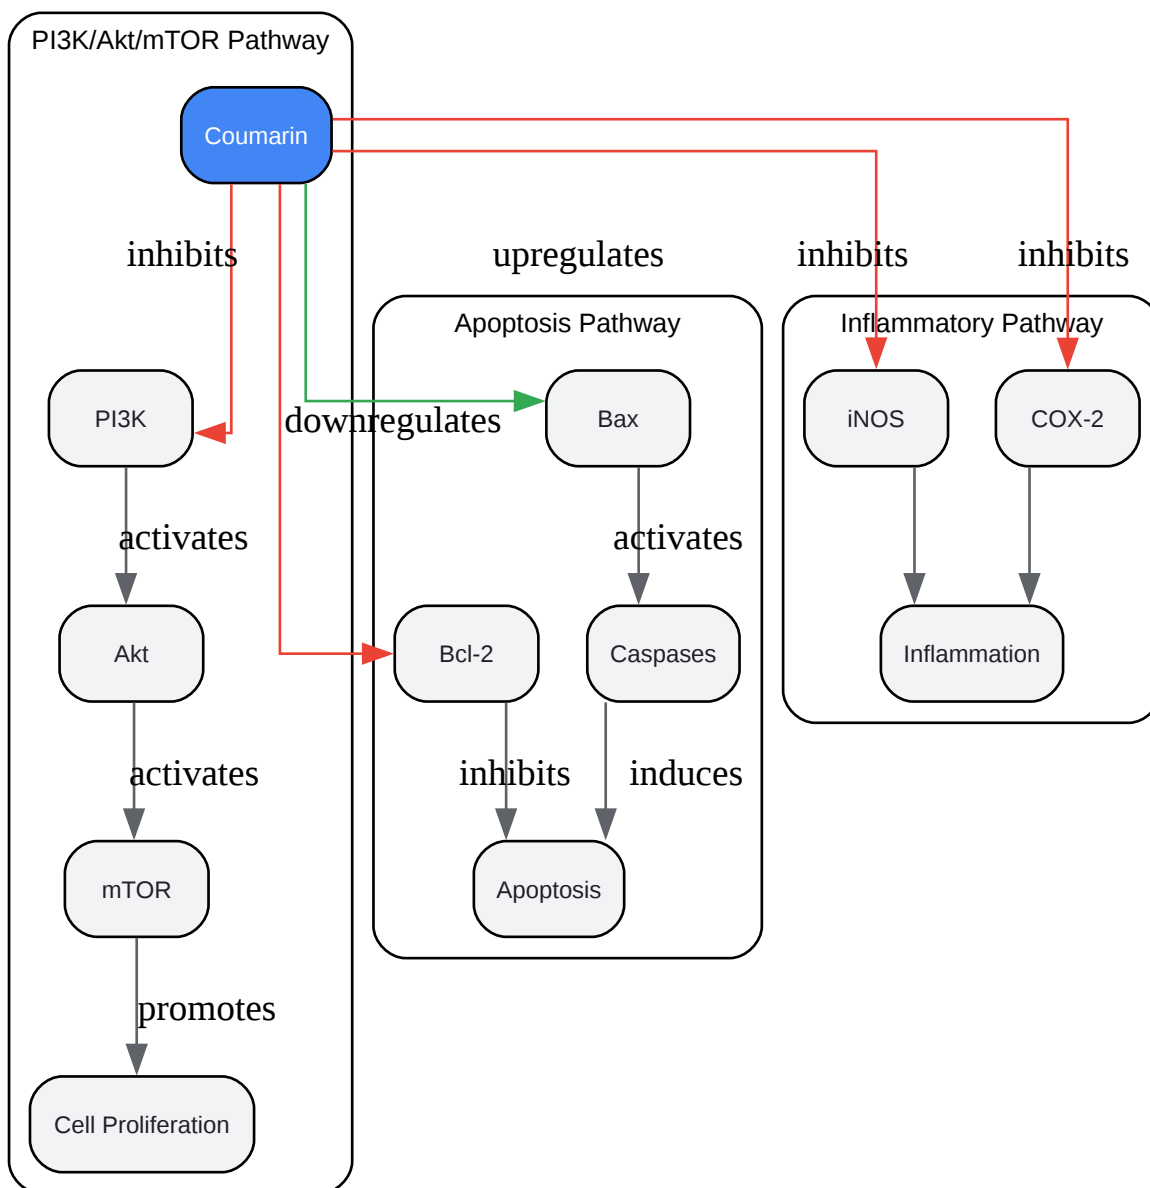 PI3K/Akt/mTOR Pathway
Coumarin
inhibits
upregulates
inhibits
inhibits
Apoptosis Pathway
Inflammatory Pathway
PI3K
downregulates
Bax
iNOS
COX-2
activates
activates
Akt
Bcl-2
Caspases
Inflammation
activates
inhibits
induces
mTOR
Apoptosis
promotes
Cell Proliferation